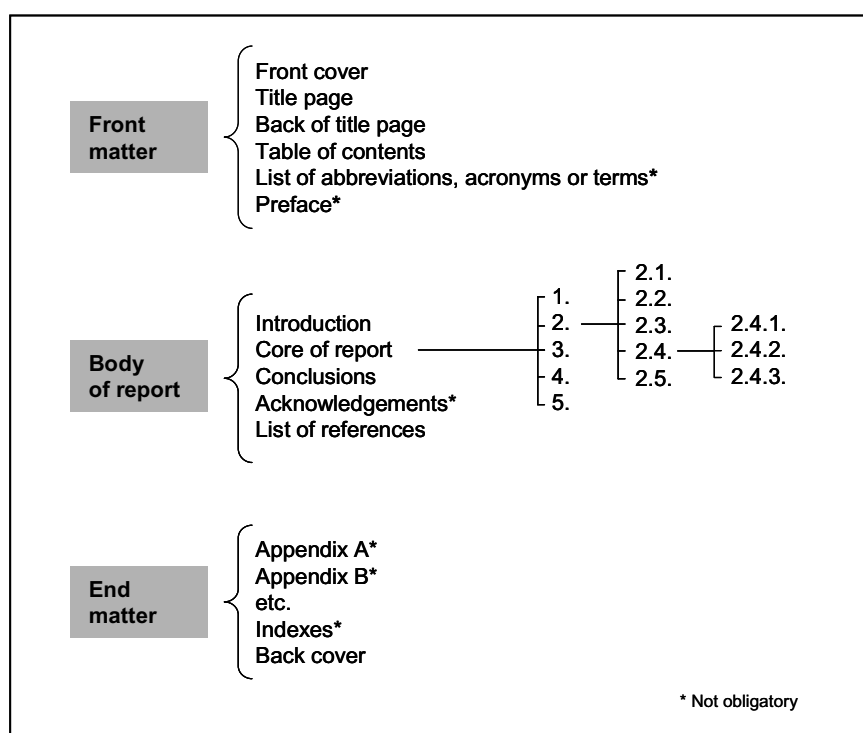 Front
matter
Front cover
Title page
Back of title page
Table of contents
List of abbreviations, acronyms or terms*
Preface*
Body
of report
Introduction
Core of report
Conclusions
Acknowledgements*
List of references
1.
2.
3.
4.
5.
2.1.
2.2.
2.3.
2.4.
2.5.
2.4.1.
2.4.2.
2.4.3.
End
matter
Appendix A*
Appendix B*
etc.
Indexes*
Back cover
* Not obligatory